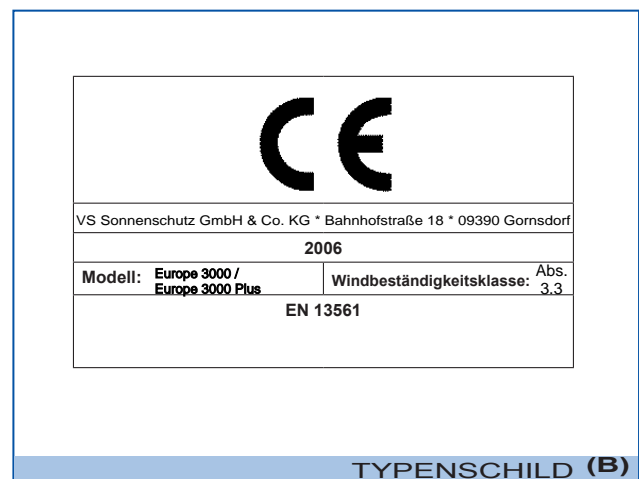 CE
VS Sonnenschutz GmbH & Co. KG * Bahnhofstraße 18 * 09390 Gornsdorf
2006
Modell: Europe 3000 / Europe 3000 Plus Windbeständigkeitsklasse: Abs. 3.3
EN 13561
TYPENSCHILD (B)